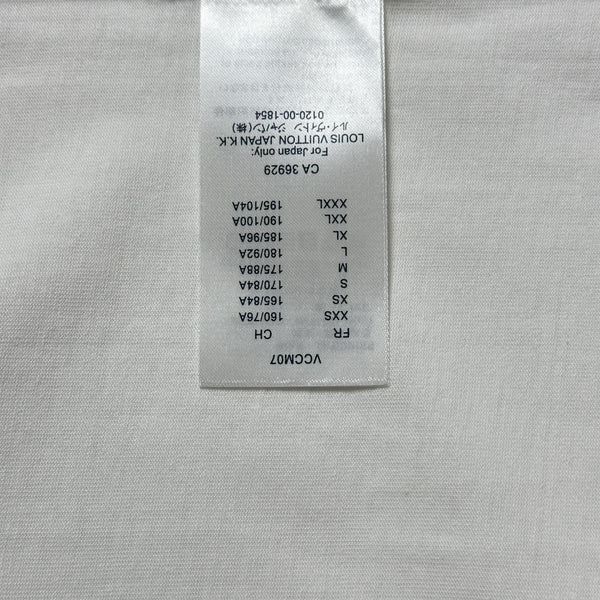 VCCM07
FR CH
XXS 160/76A
XS 165/84A
S 170/84A
M 175/88A
L 180/92A
XL 185/96A
XXL 190/100A
XXXL 195/104A
CA 36929
For Japan only:
LOUIS VUITTON JAPAN K.K.
ルイ・ヴィトン ジャパン(株)
0120-00-1854